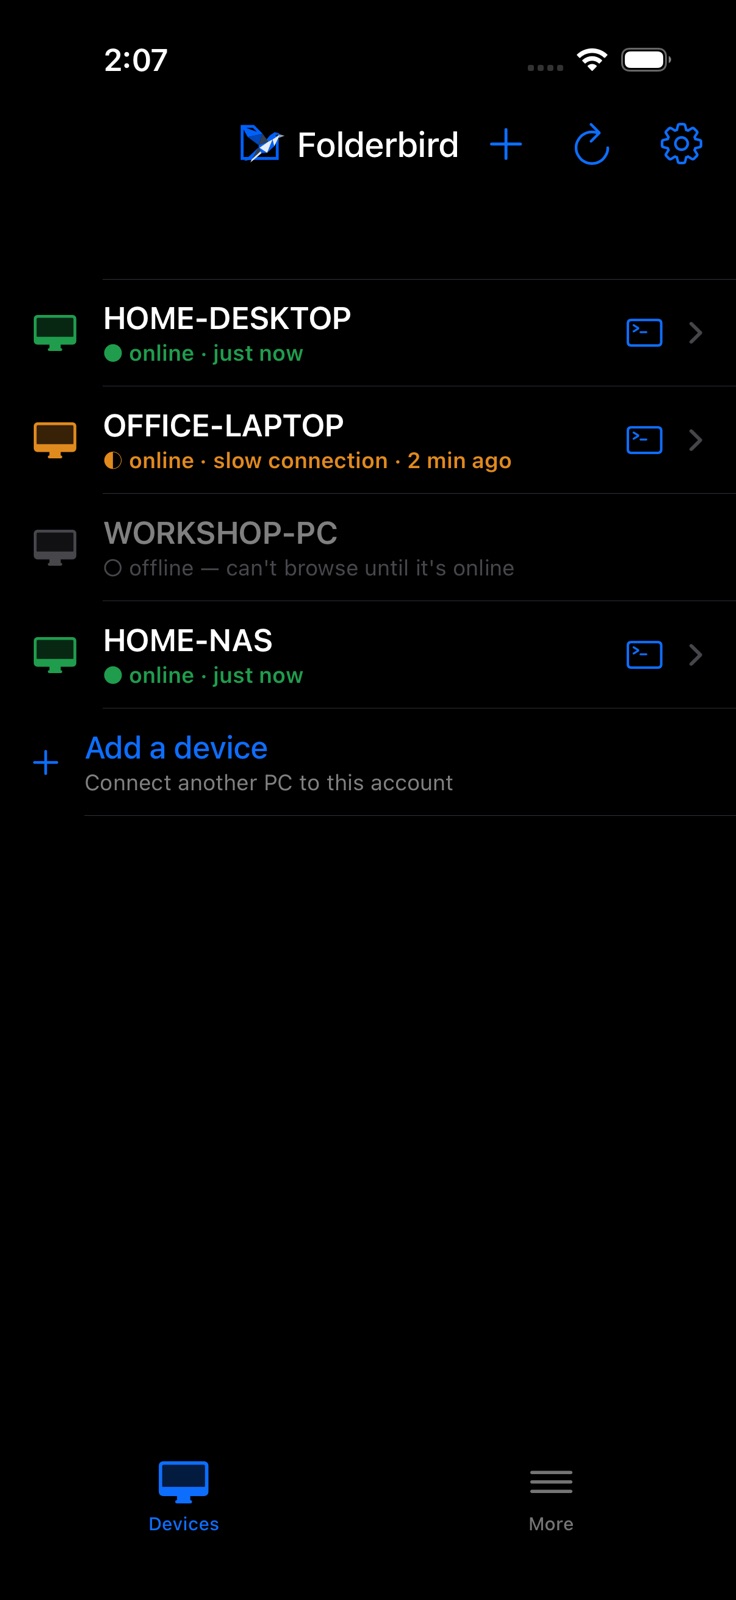 2:07
Folderbird
HOME-DESKTOP
online · just now
OFFICE-LAPTOP
online · slow connection · 2 min ago
WORKSHOP-PC
offline — can't browse until it's online
HOME-NAS
online · just now
Add a device
Connect another PC to this account
Devices
More